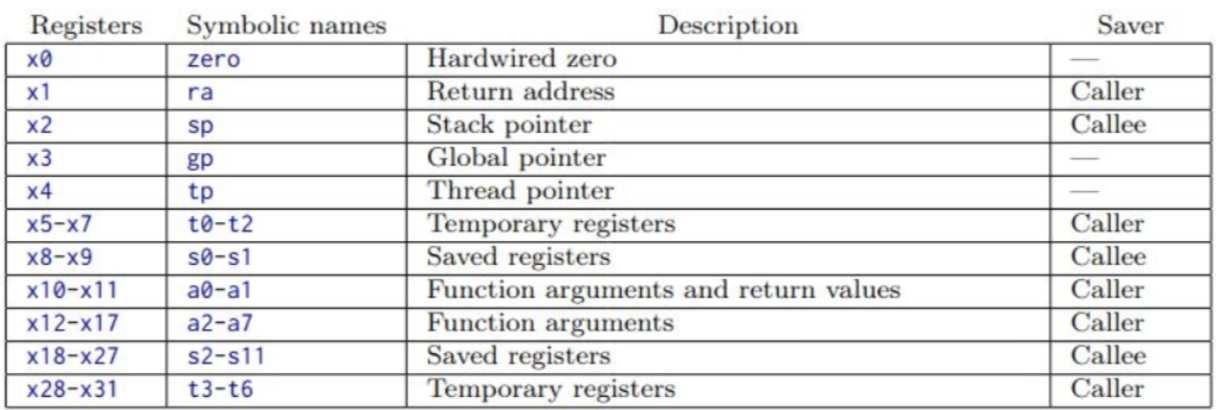 Registers Symbolic names Description Saver
x0 zero Hardwired zero —
x1 ra Return address Caller
x2 sp Stack pointer Callee
x3 gp Global pointer —
x4 tp Thread pointer —
x5-x7 t0-t2 Temporary registers Caller
x8-x9 s0-s1 Saved registers Callee
x10-x11 a0-a1 Function arguments and return values Caller
x12-x17 a2-a7 Function arguments Caller
x18-x27 s2-s11 Saved registers Callee
x28-x31 t3-t6 Temporary registers Caller